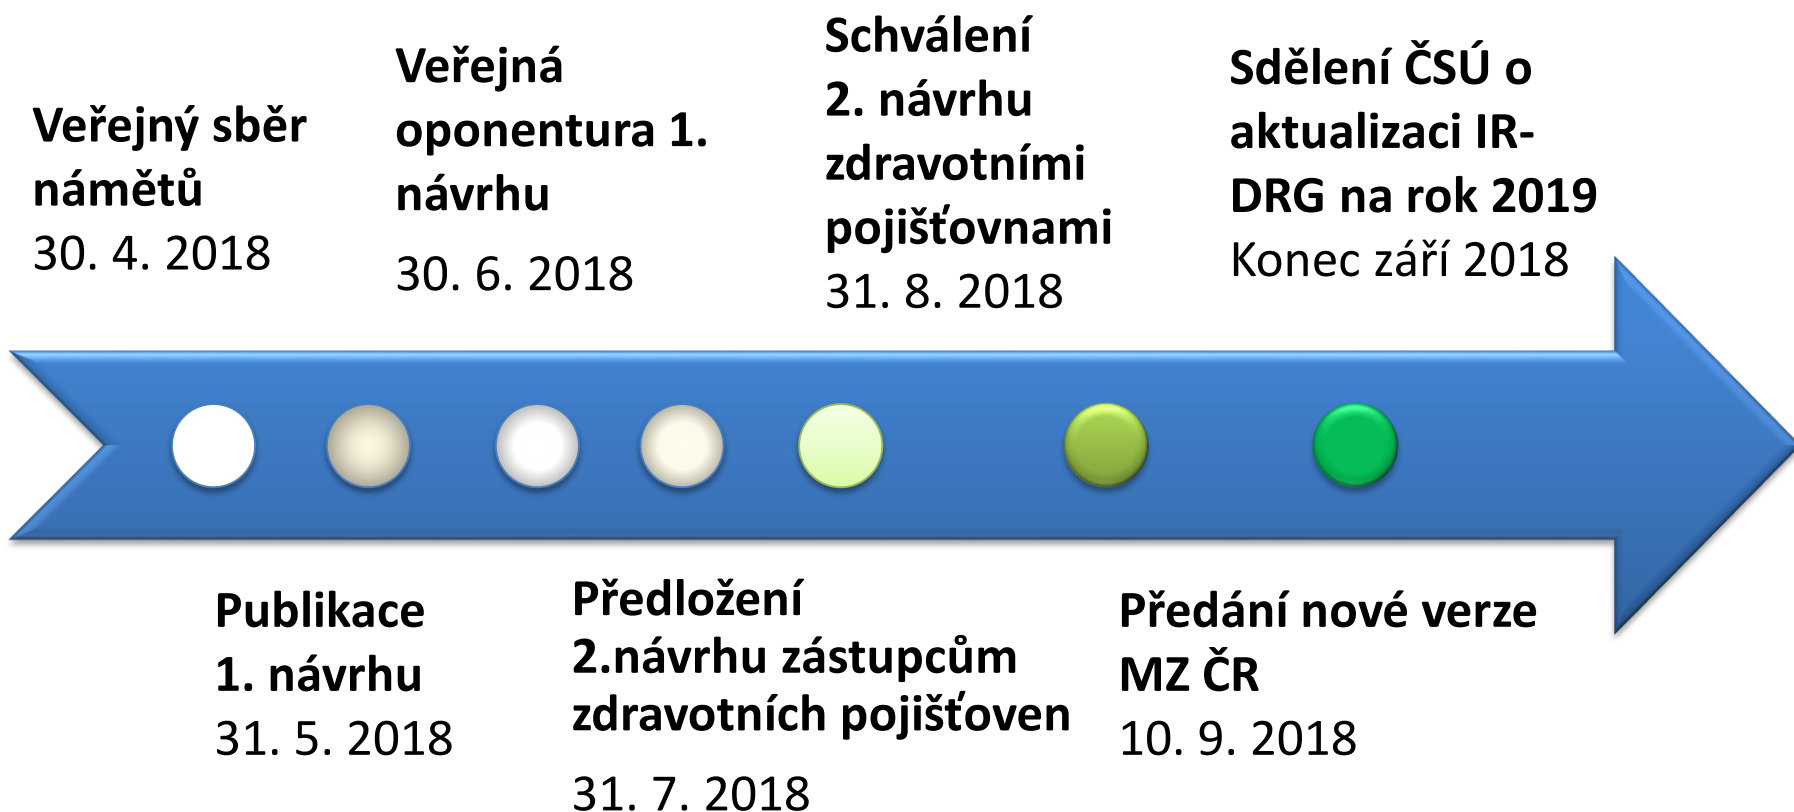 Veřejný sběr
námětů
30. 4. 2018
Veřejná
oponentura 1.
návrhu
30. 6. 2018
Schválení
2. návrhu
zdravotními
pojišťovnami
31. 8. 2018
Sdělení ČSÚ o
aktualizaci IR-
DRG na rok 2019
Konec září 2018
Publikace
1. návrhu
31. 5. 2018
Předložení
2.návrhu zástupcům
zdravotních pojišťoven
31. 7. 2018
Předání nové verze
MZ ČR
10. 9. 2018